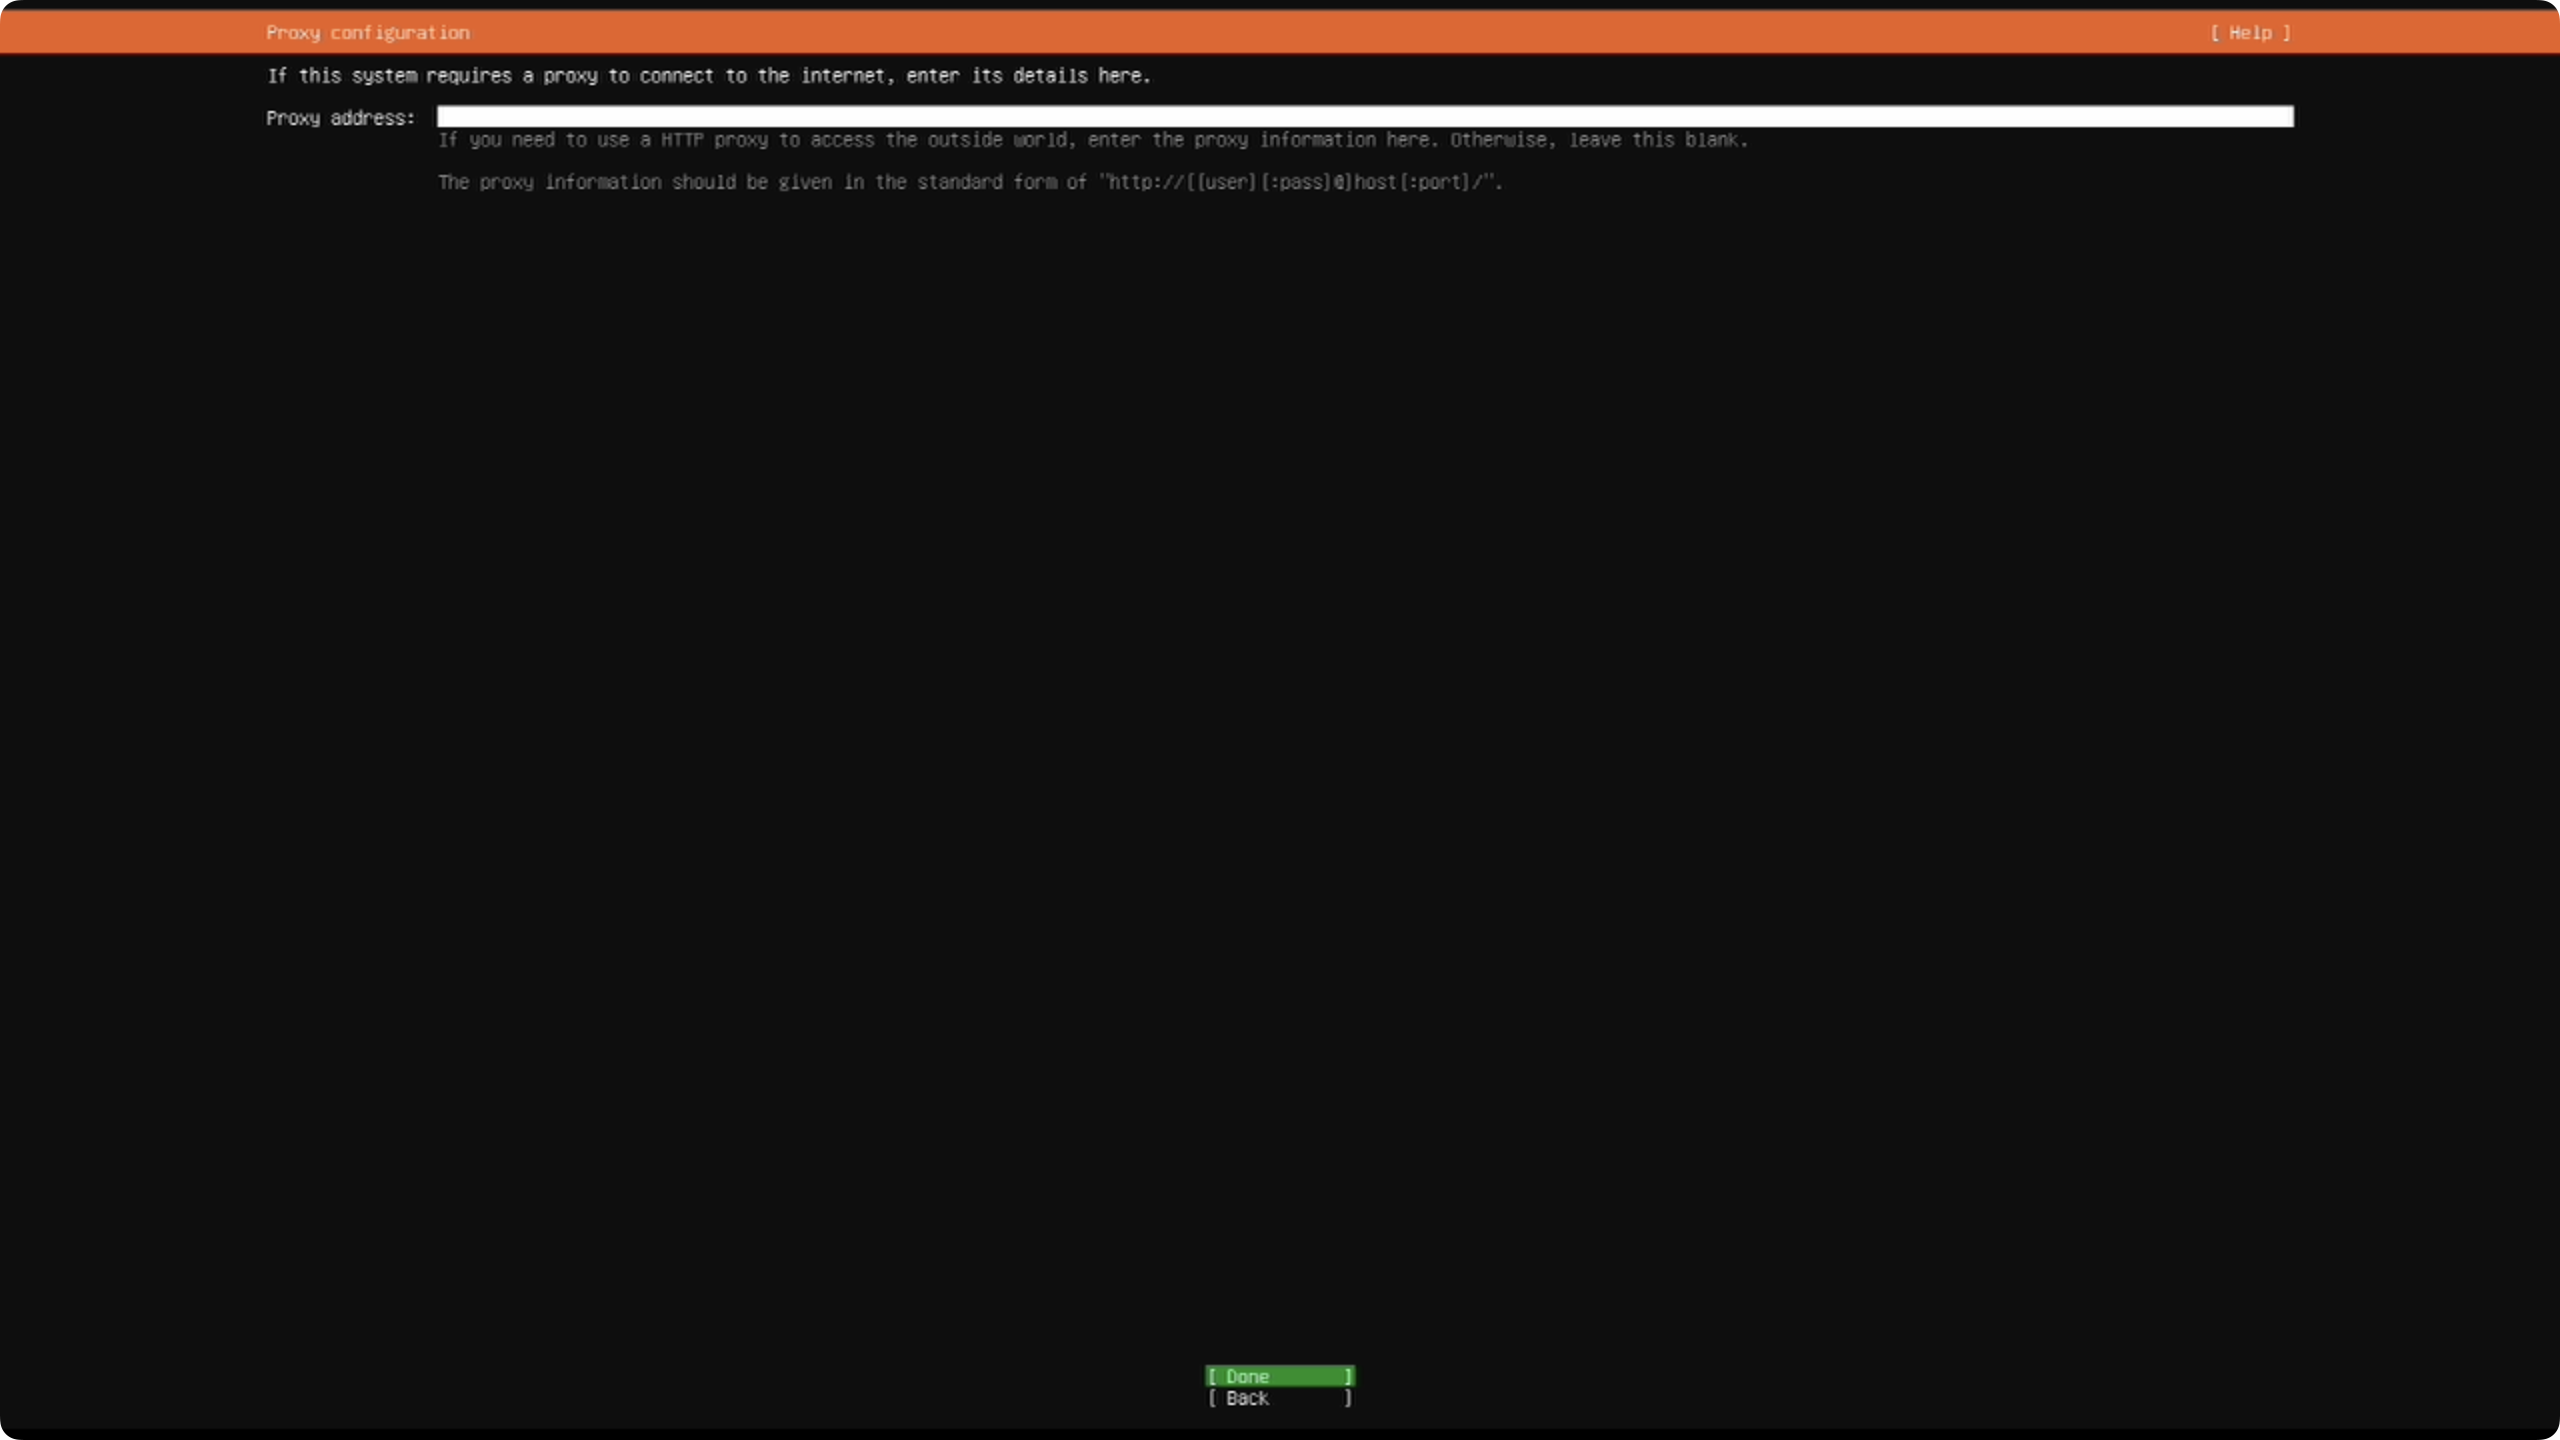 Proxy configuration [ Help ]
If this system requires a proxy to connect to the internet, enter its details here.
Proxy address:
If you need to use a HTTP proxy to access the outside world, enter the proxy information here. Otherwise, leave this blank.
The proxy information should be given in the standard form of "http://[[user][:pass]@]host[:port]/".
[ Done ]
[ Back ]